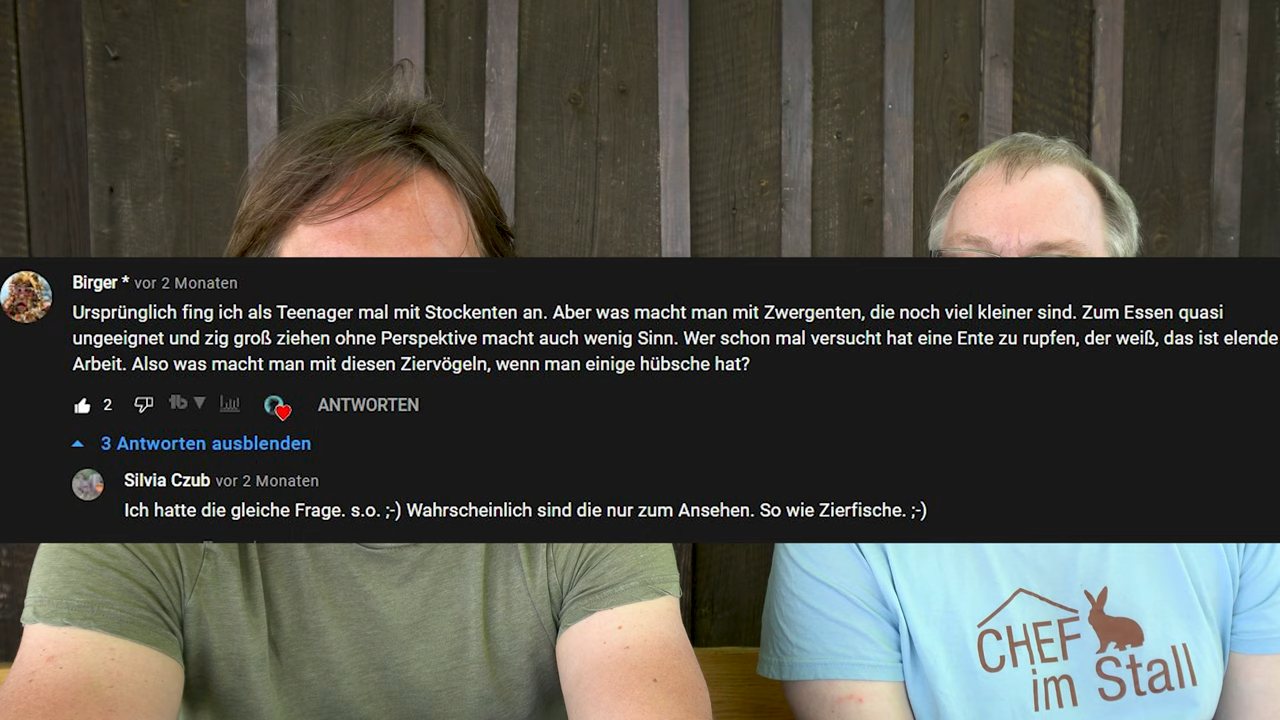 Birger * vor 2 Monaten
Ursprünglich fing ich als Teenager mal mit Stockenten an. Aber was macht man mit Zwergenten, die noch viel kleiner sind. Zum Essen quasi
ungeeignet und zig groß ziehen ohne Perspektive macht auch wenig Sinn. Wer schon mal versucht hat eine Ente zu rupfen, der weiß, das ist elende
Arbeit. Also was macht man mit diesen Ziervögeln, wenn man einige hübsche hat?
2 ANTWORTEN
3 Antworten ausblenden
Silvia Czub vor 2 Monaten
Ich hatte die gleiche Frage. s.o. ;-) Wahrscheinlich sind die nur zum Ansehen. So wie Zierfische. ;-)
CHEF
im Stall